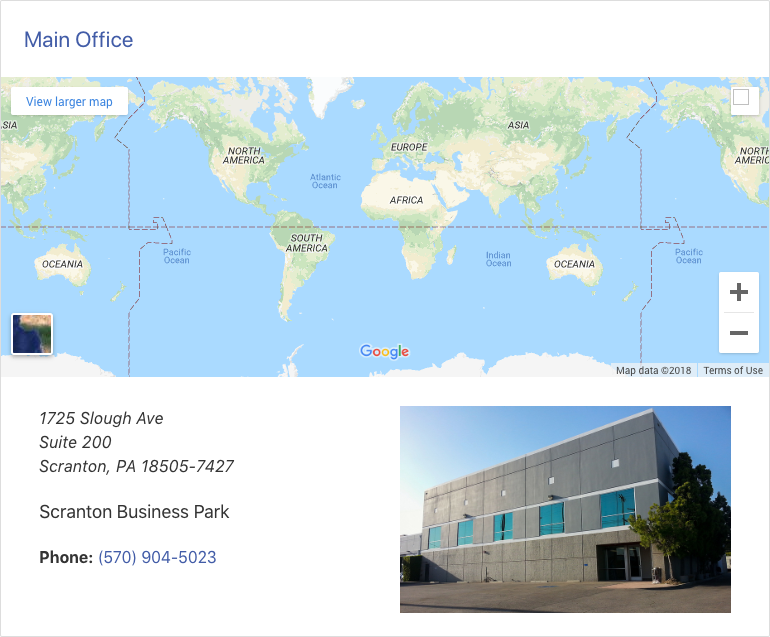 Main Office
View larger map
SIA
NORTH
AMERICA
EUROPE
ASIA
NORTH
AMERIC
Atlantic
Ocean
AFRICA
SOUTH
AMERICA
OCEANIA
Pacific
Ocean
Indian
Ocean
OCEANIA
Pacific
Ocean
Google
Map data ©2018
Terms of Use
1725 Slough Ave
Suite 200
Scranton, PA 18505-7427
Scranton Business Park
Phone: (570) 904-5023